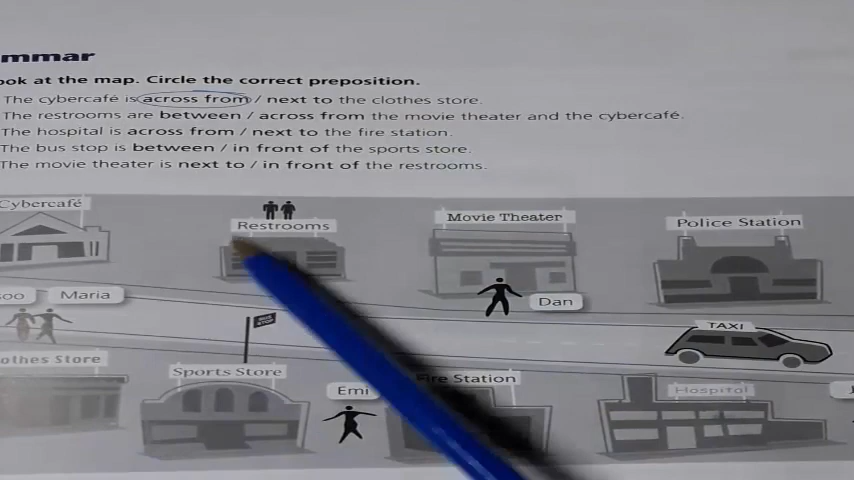 mmar
ook at the map. Circle the correct preposition.
The cybercafé is across from / next to the clothes store.
The restrooms are between / across from the movie theater and the cybercafé.
The hospital is across from / next to the fire station.
The bus stop is between / in front of the sports store.
The movie theater is next to / in front of the restrooms.
Cybercafé
Restrooms
Movie Theater
Police Station
soo
Maria
Dan
BUS STOP
TAXI
othes Store
Sports Store
Emi
ire Station
Hospital
J